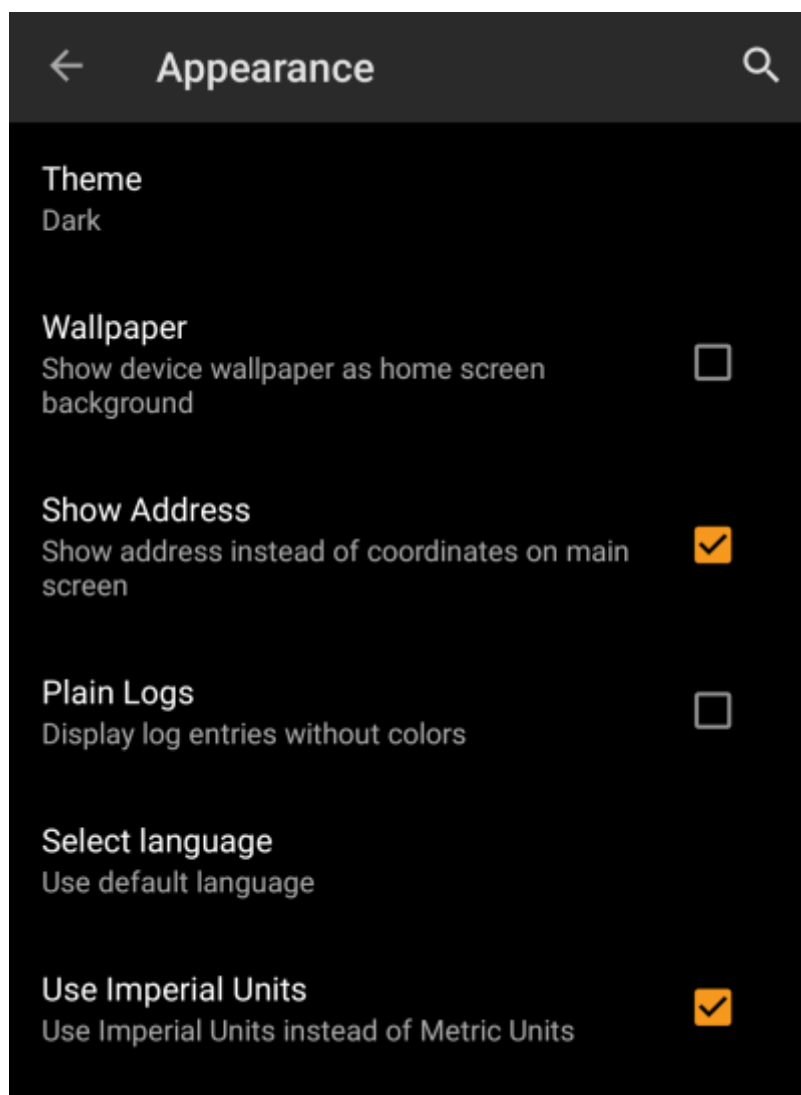 Appearance
Theme
Dark
Wallpaper
Show device wallpaper as home screen
background
Show Address
Show address instead of coordinates on main
screen
Plain Logs
Display log entries without colors
Select language
Use default language
Use Imperial Units
Use Imperial Units instead of Metric Units